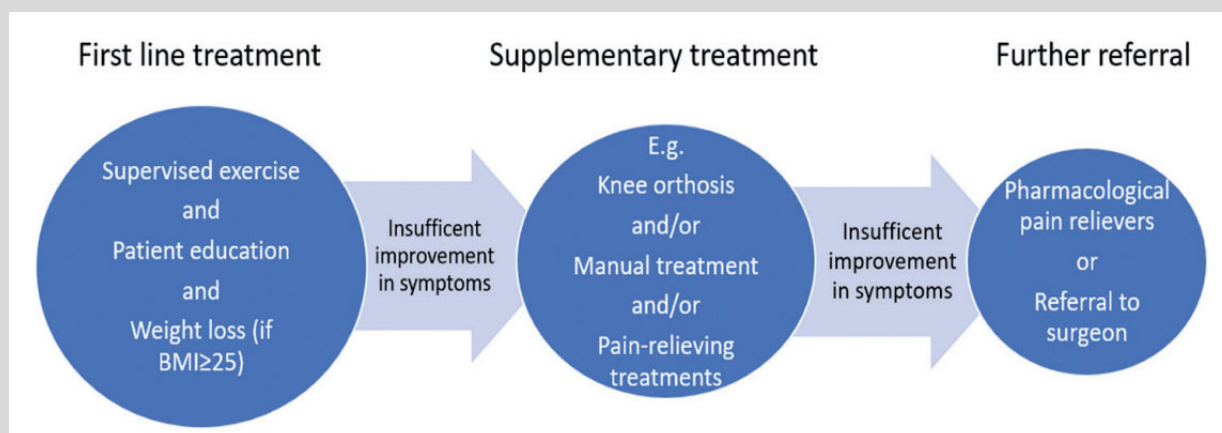 First line treatment
Supplementary treatment
Further referral
Supervised exercise
and
Patient education
and
Weight loss (if
BMI≥25)
Insufficent
improvement
in symptoms
E.g.
Knee orthosis
and/or
Manual treatment
and/or
Pain-relieving
treatments
Insufficent
improvement
in symptoms
Pharmacological
pain relievers
or
Referral to
surgeon